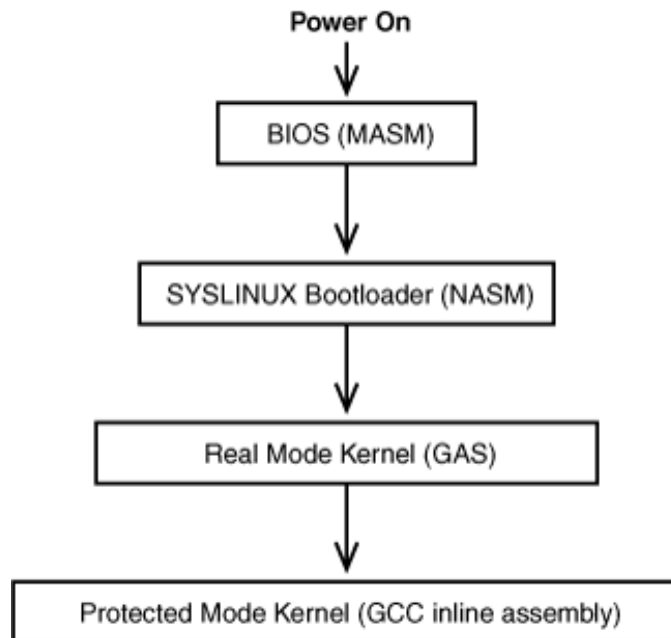 Power On
BIOS (MASM)
SYSLINUX Bootloader (NASM)
Real Mode Kernel (GAS)
Protected Mode Kernel (GCC inline assembly)